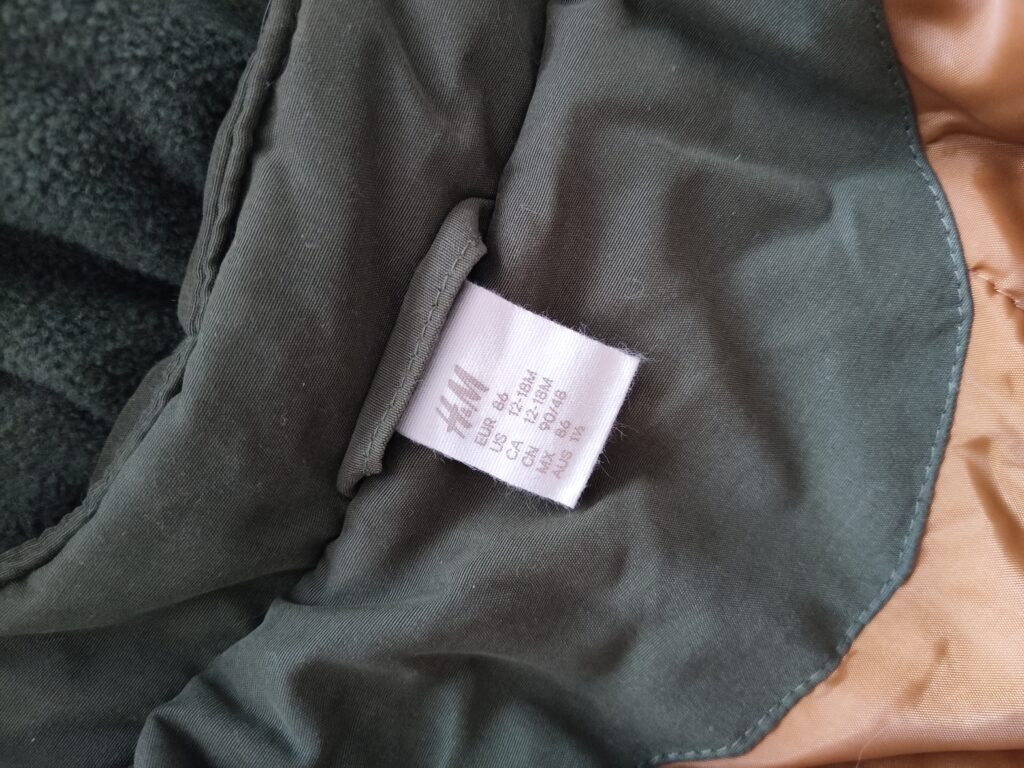 H&M
EUR 86
US 12-18M
CA 12-18M
CN 90/48
MX 86
AUS 1½